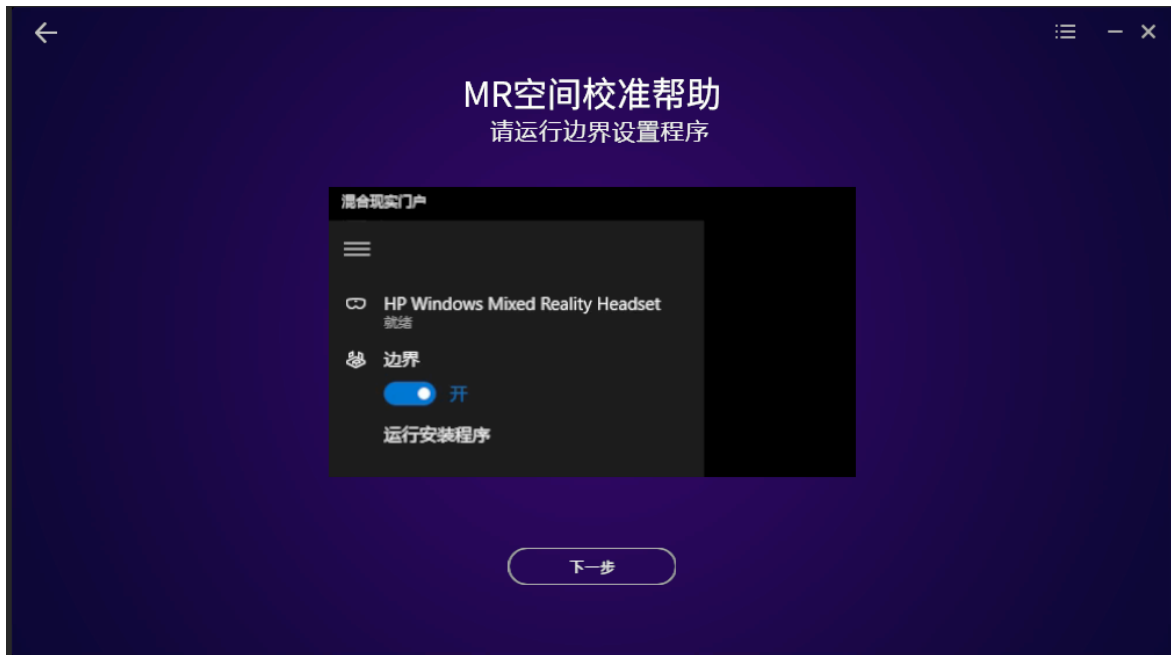 MR空间校准帮助
请运行边界设置程序
混合现实门户
HP Windows Mixed Reality Headset
就绪
边界
开
运行安装程序
下一步